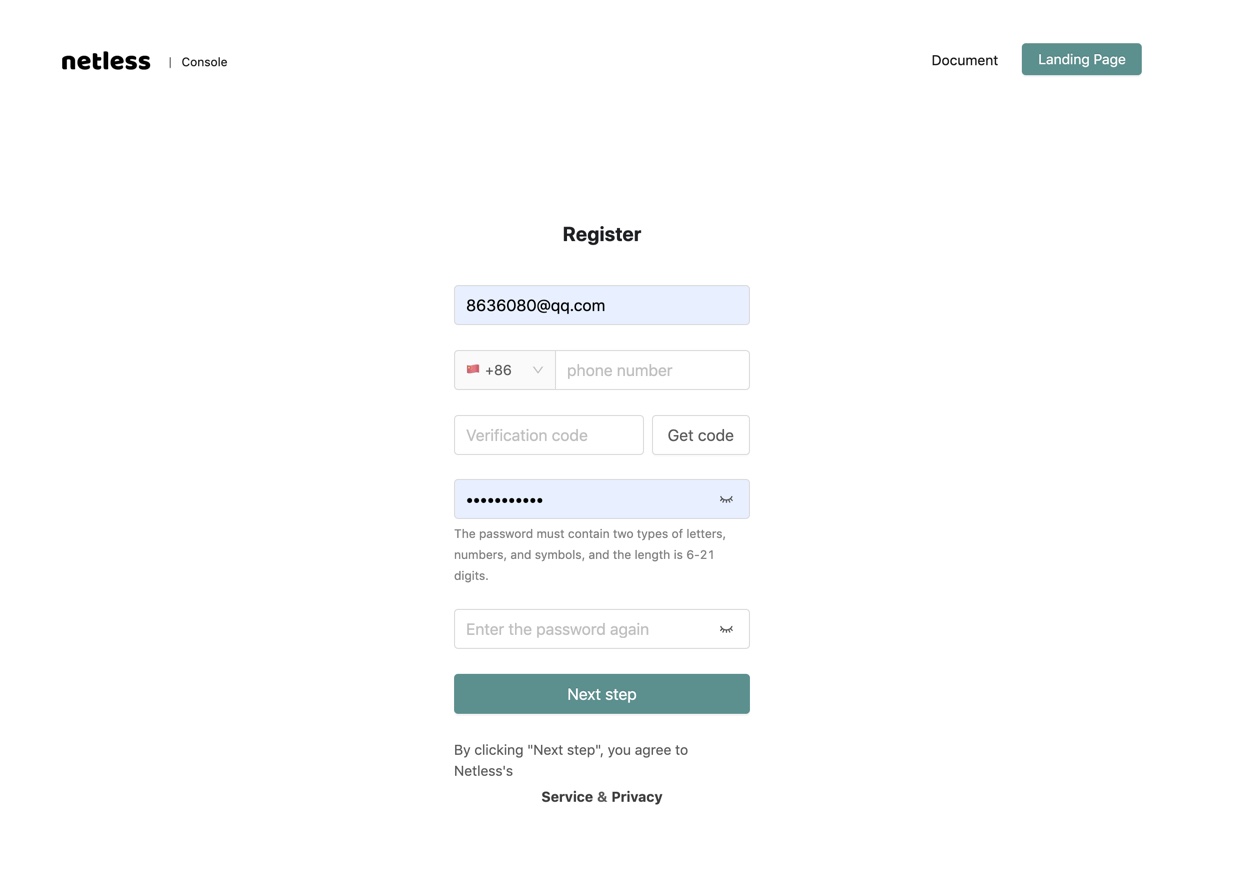 netless | Console
Document
Landing Page
Register
8636080@qq.com
+86
phone number
Verification code
Get code
•••••••••••
The password must contain two types of letters,
numbers, and symbols, and the length is 6-21
digits.
Enter the password again
Next step
By clicking "Next step", you agree to
Netless's
Service & Privacy